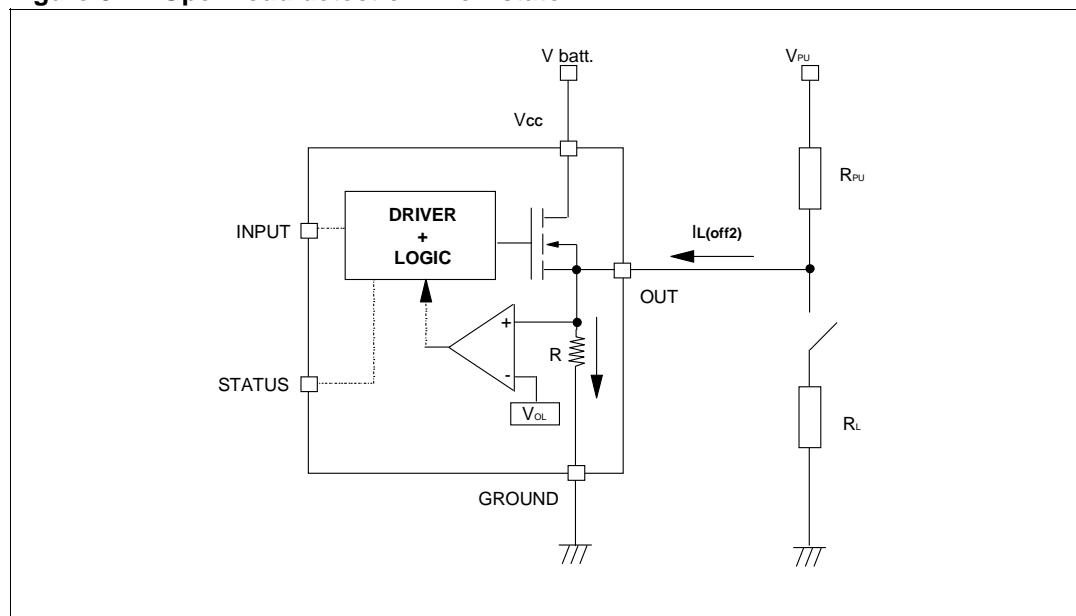 V batt.
VPU
Vcc
RPU
INPUT
DRIVER
+
LOGIC
IL(off2)
OUT
+
R
-
VOL
STATUS
RL
GROUND